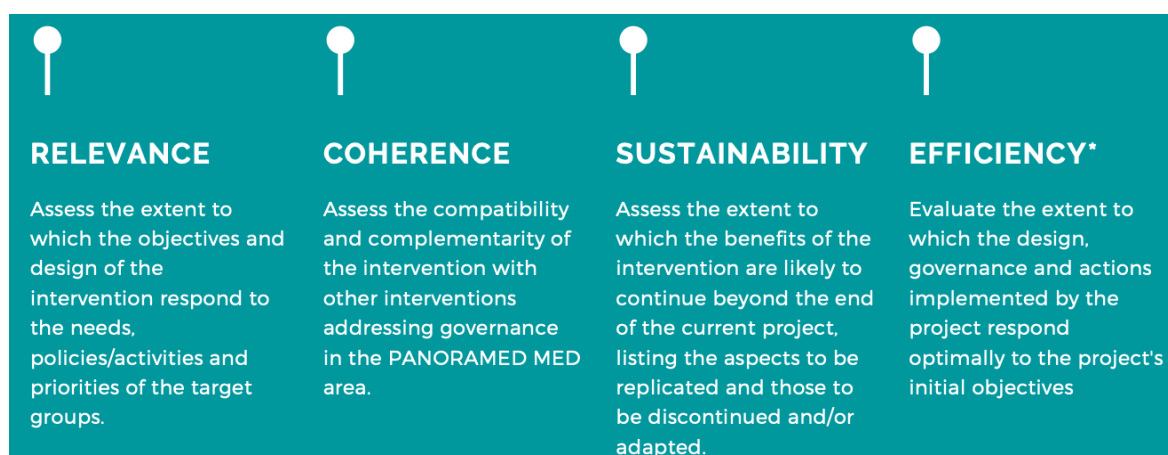 RELEVANCE
Assess the extent to
which the objectives and
design of the
intervention respond to
the needs,
policies/activities and
priorities of the target
groups.
COHERENCE
Assess the compatibility
and complementarity of
the intervention with
other interventions
addressing governance
in the PANORAMED MED
area.
SUSTAINABILITY
Assess the extent to
which the benefits of the
intervention are likely to
continue beyond the end
of the current project,
listing the aspects to be
replicated and those to
be discontinued and/or
adapted.
EFFICIENCY*
Evaluate the extent to
which the design,
governance and actions
implemented by the
project respond
optimally to the project's
initial objectives